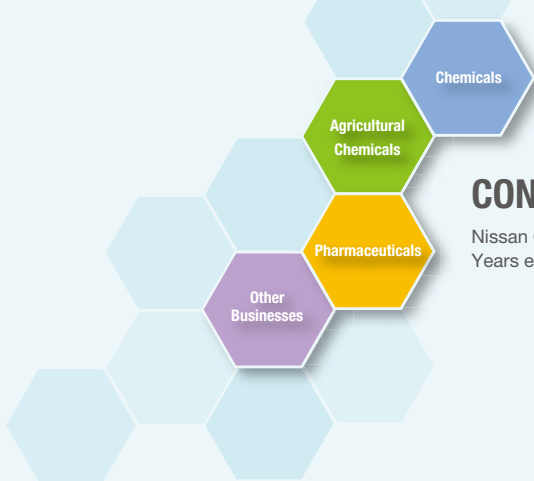 Chemicals
Agricultural
Chemicals
CON
Nissan
Pharmaceuticals
Years e
Other
Businesses